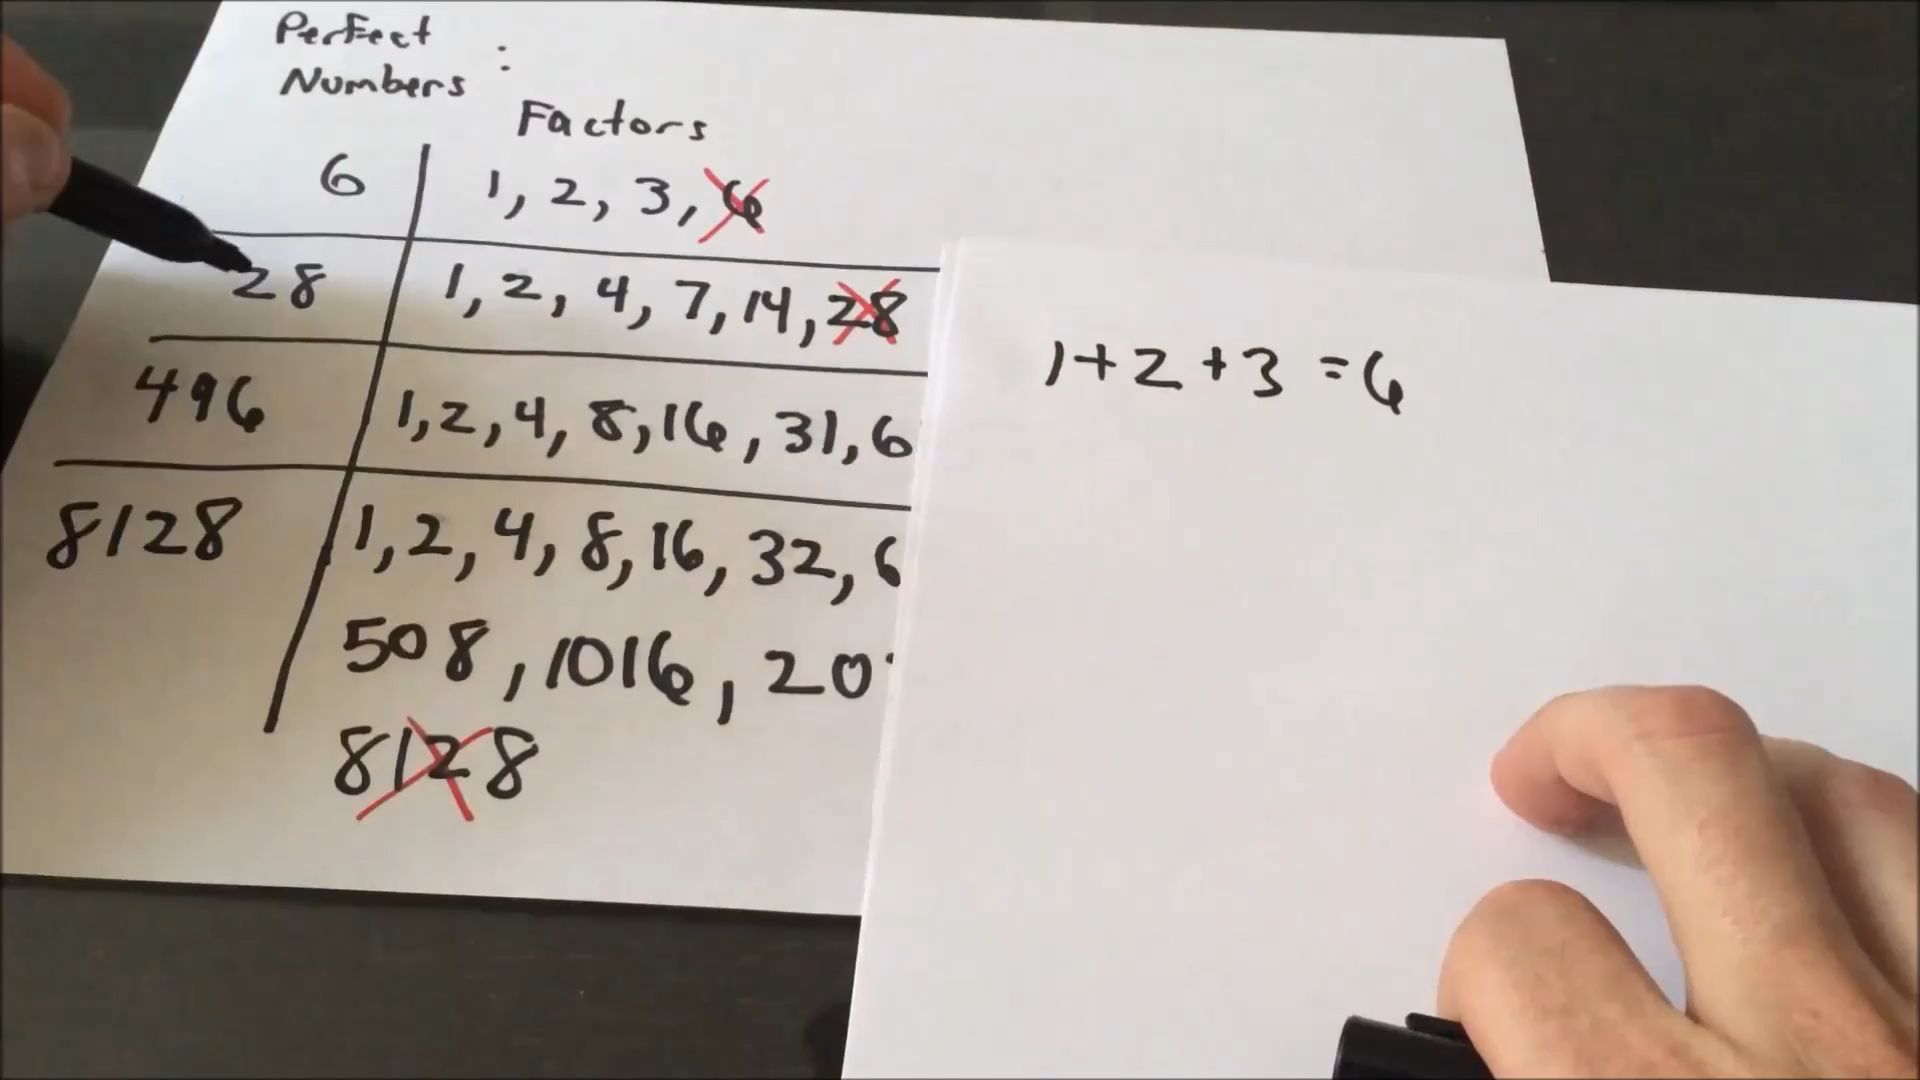 Perfect
Numbers :
Factors
6 1, 2, 3, 6
28 1, 2, 4, 7, 14, 28
496 1, 2, 4, 8, 16, 31, 6
8128 1, 2, 4, 8, 16, 32, 6
508, 1016, 20
8128
1+2+3=6